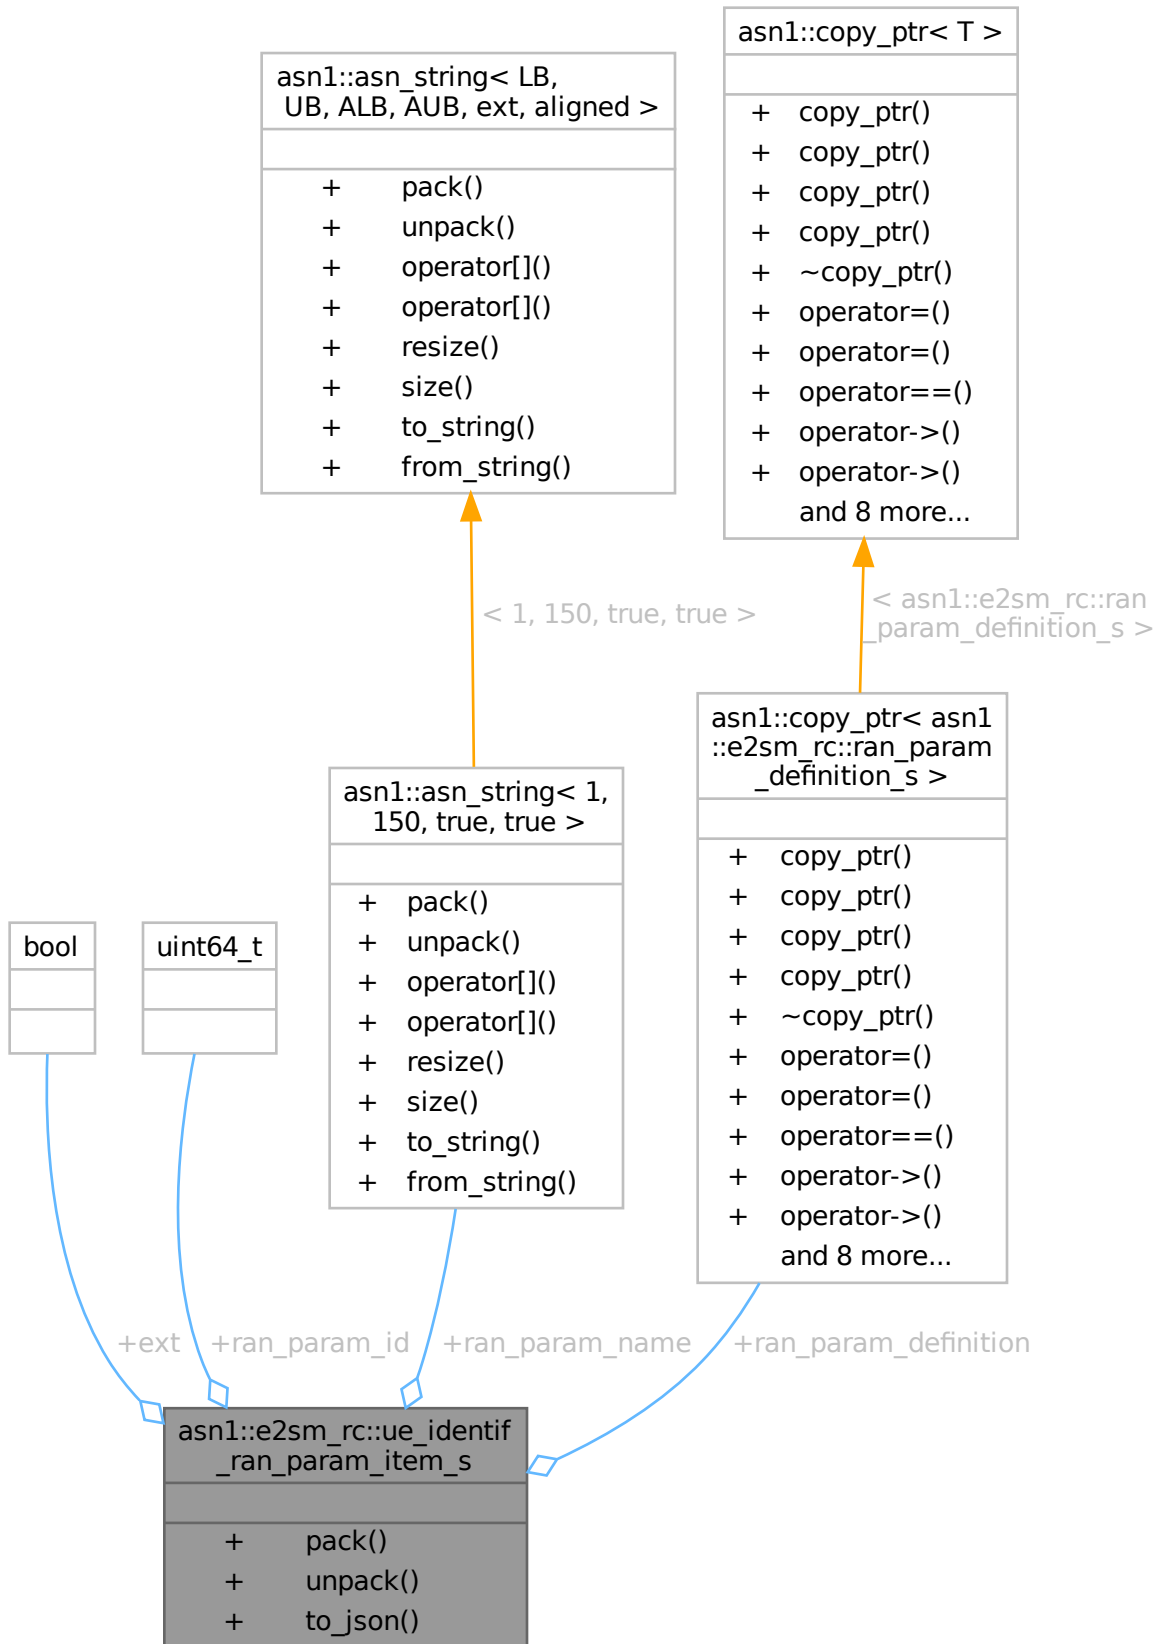 asn1::copy_ptr< T >
+ copy_ptr()
+ copy_ptr()
+ copy_ptr()
+ copy_ptr()
+ ~copy_ptr()
+ operator=()
+ operator=()
+ operator==()
+ operator->()
+ operator->()
and 8 more...
asn1::asn_string< LB,
UB, ALB, AUB, ext, aligned >
+ pack()
+ unpack()
+ operator[]()
+ operator[]()
+ resize()
+ size()
+ to_string()
+ from_string()
< 1, 150, true, true >
< asn1::e2sm_rc::ran
_param_definition_s >
asn1::copy_ptr< asn1
::e2sm_rc::ran_param
_definition_s >
+ copy_ptr()
+ copy_ptr()
+ copy_ptr()
+ copy_ptr()
+ ~copy_ptr()
+ operator=()
+ operator=()
+ operator==()
+ operator->()
+ operator->()
and 8 more...
asn1::asn_string< 1,
150, true, true >
+ pack()
+ unpack()
+ operator[]()
+ operator[]()
+ resize()
+ size()
+ to_string()
+ from_string()
bool
uint64_t
+ext
+ran_param_id
+ran_param_name
+ran_param_definition
asn1::e2sm_rc::ue_identif
_ran_param_item_s
+ pack()
+ unpack()
+ to_json()